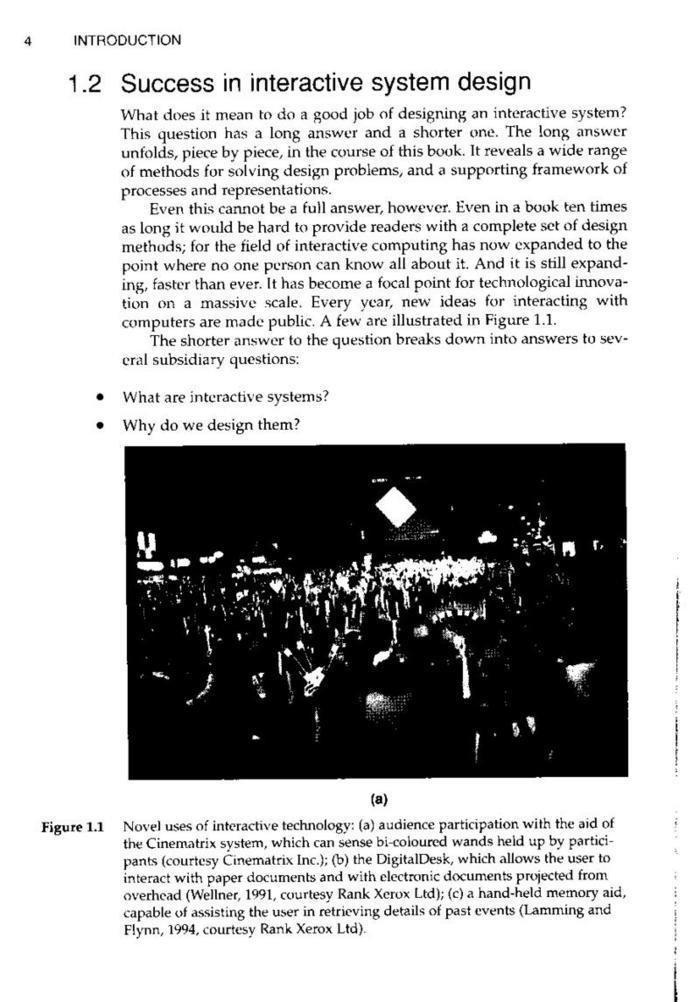 4 INTRODUCTION
1.2 Success in interactive system design
What does it mean to do a good job of designing an interactive system?
This question has a long answer and a shorter one. The long answer
unfolds, piece by piece, in the course of this book. It reveals a wide range
of methods for solving design problems, and a supporting framework of
processes and representations.
Even this cannot be a full answer, however. Even in a book ten times
as long it would be hard to provide readers with a complete set of design
methods; for the field of interactive computing has now expanded to the
point where no one person can know all about it. And it is still expand-
ing, faster than ever. It has become a focal point for technological innova-
tion on a massive scale. Every year, new ideas for interacting with
computers are made public. A few are illustrated in Figure 1.1.
The shorter answer to the question breaks down into answers to sev-
eral subsidiary questions:
• What are interactive systems?
• Why do we design them?
(a)
Figure 1.1 Novel uses of interactive technology: (a) audience participation with the aid of
the Cinematrix system, which can sense bi-coloured wands held up by partici-
pants (courtesy Cinematrix Inc.); (b) the DigitalDesk, which allows the user to
interact with paper documents and with electronic documents projected from
overhead (Wellner, 1991, courtesy Rank Xerox Ltd); (c) a hand-held memory aid,
capable of assisting the user in retrieving details of past events (Lamming and
Flynn, 1994, courtesy Rank Xerox Ltd).